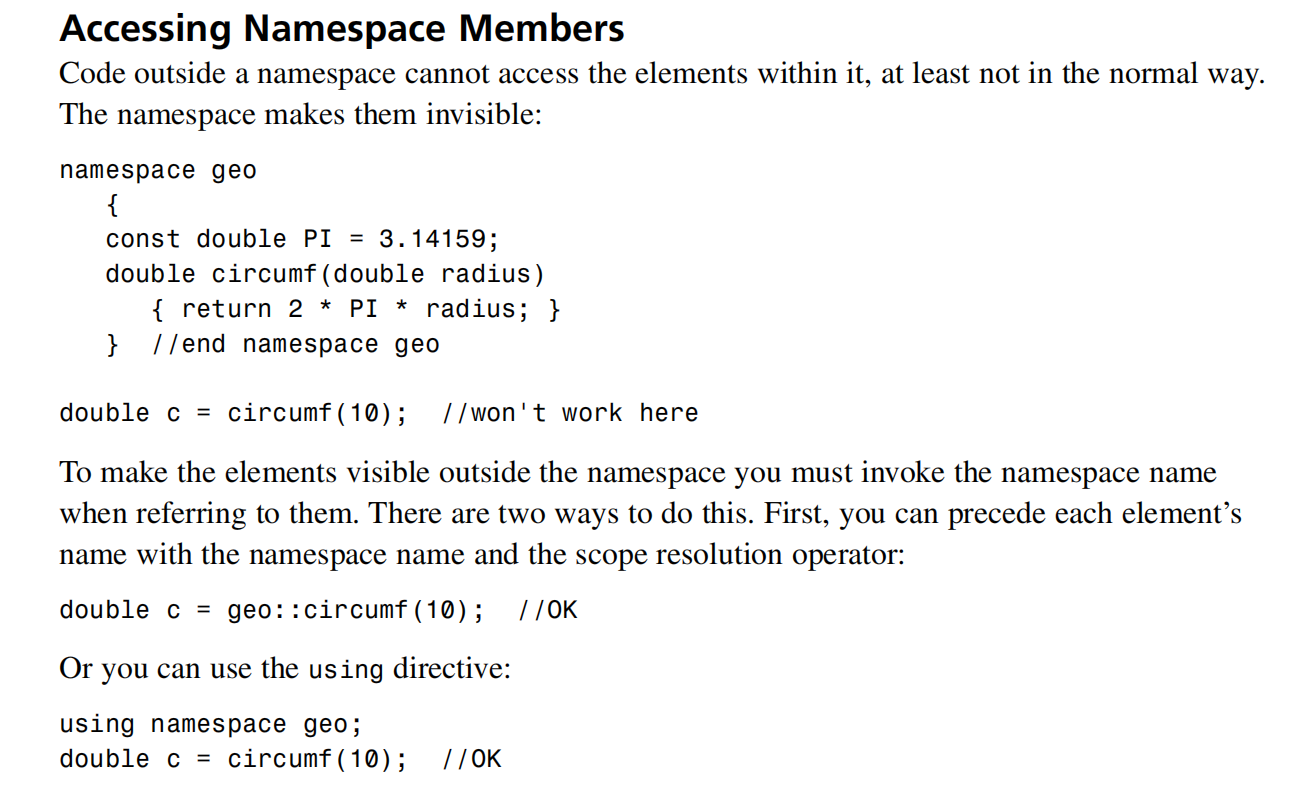 Accessing Namespace Members
Code outside a namespace cannot access the elements within it, at least not in the normal way.
The namespace makes them invisible:
namespace geo
   {
   const double PI = 3.14159;
   double circumf(double radius)
      { return 2 * PI * radius; }
   }  //end namespace geo
double c = circumf(10);  //won't work here
To make the elements visible outside the namespace you must invoke the namespace name
when referring to them. There are two ways to do this. First, you can precede each element’s
name with the namespace name and the scope resolution operator:
double c = geo::circumf(10);  //OK
Or you can use the using directive:
using namespace geo;
double c = circumf(10);  //OK